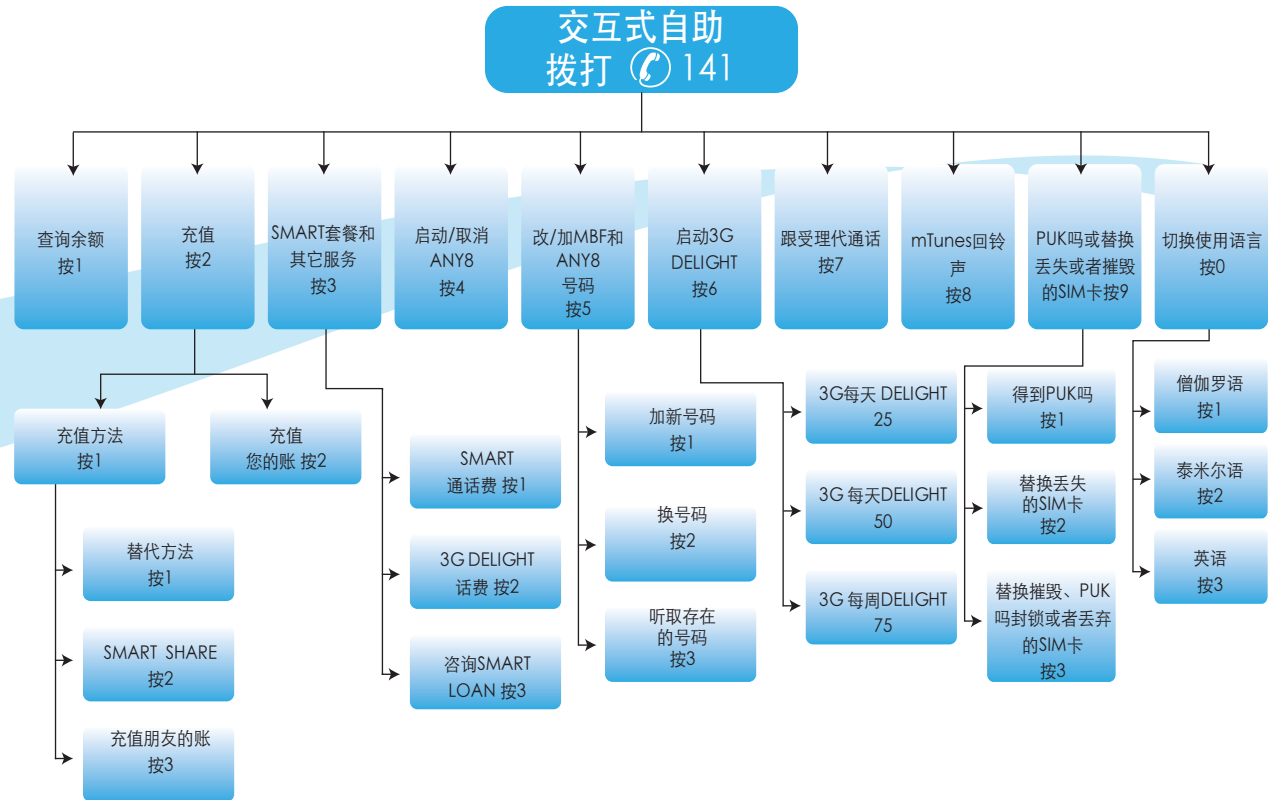 交互式自助
拨打 141
查询余额
按1
充值
按2
SMART套餐和
其它服务
按3
启动/取消
ANY8
按4
改/加MBF和
ANY8
号码
按5
启动3G
DELIGHT
按6
跟受理代通话
按7
mTunes回铃
声
按8
PUK吗或替换
丢失或者摧毁
的SIM卡按9
切换使用语言
按0
充值方法
按1
充值
您的账 按2
替代方法
按1
SMART SHARE
按2
充值朋友的账
按3
SMART
通话费 按1
3G DELIGHT
话费 按2
咨询SMART
LOAN 按3
加新号码
按1
换号码
按2
听取存在
的号码
按3
3G每天 DELIGHT
25
3G 每天DELIGHT
50
3G 每周DELIGHT
75
得到PUK吗
按1
替换丢失
的SIM卡
按2
替换摧毁、PUK
吗封锁或者丢弃
的SIM卡
按3
僧伽罗语
按1
泰米尔语
按2
英语
按3